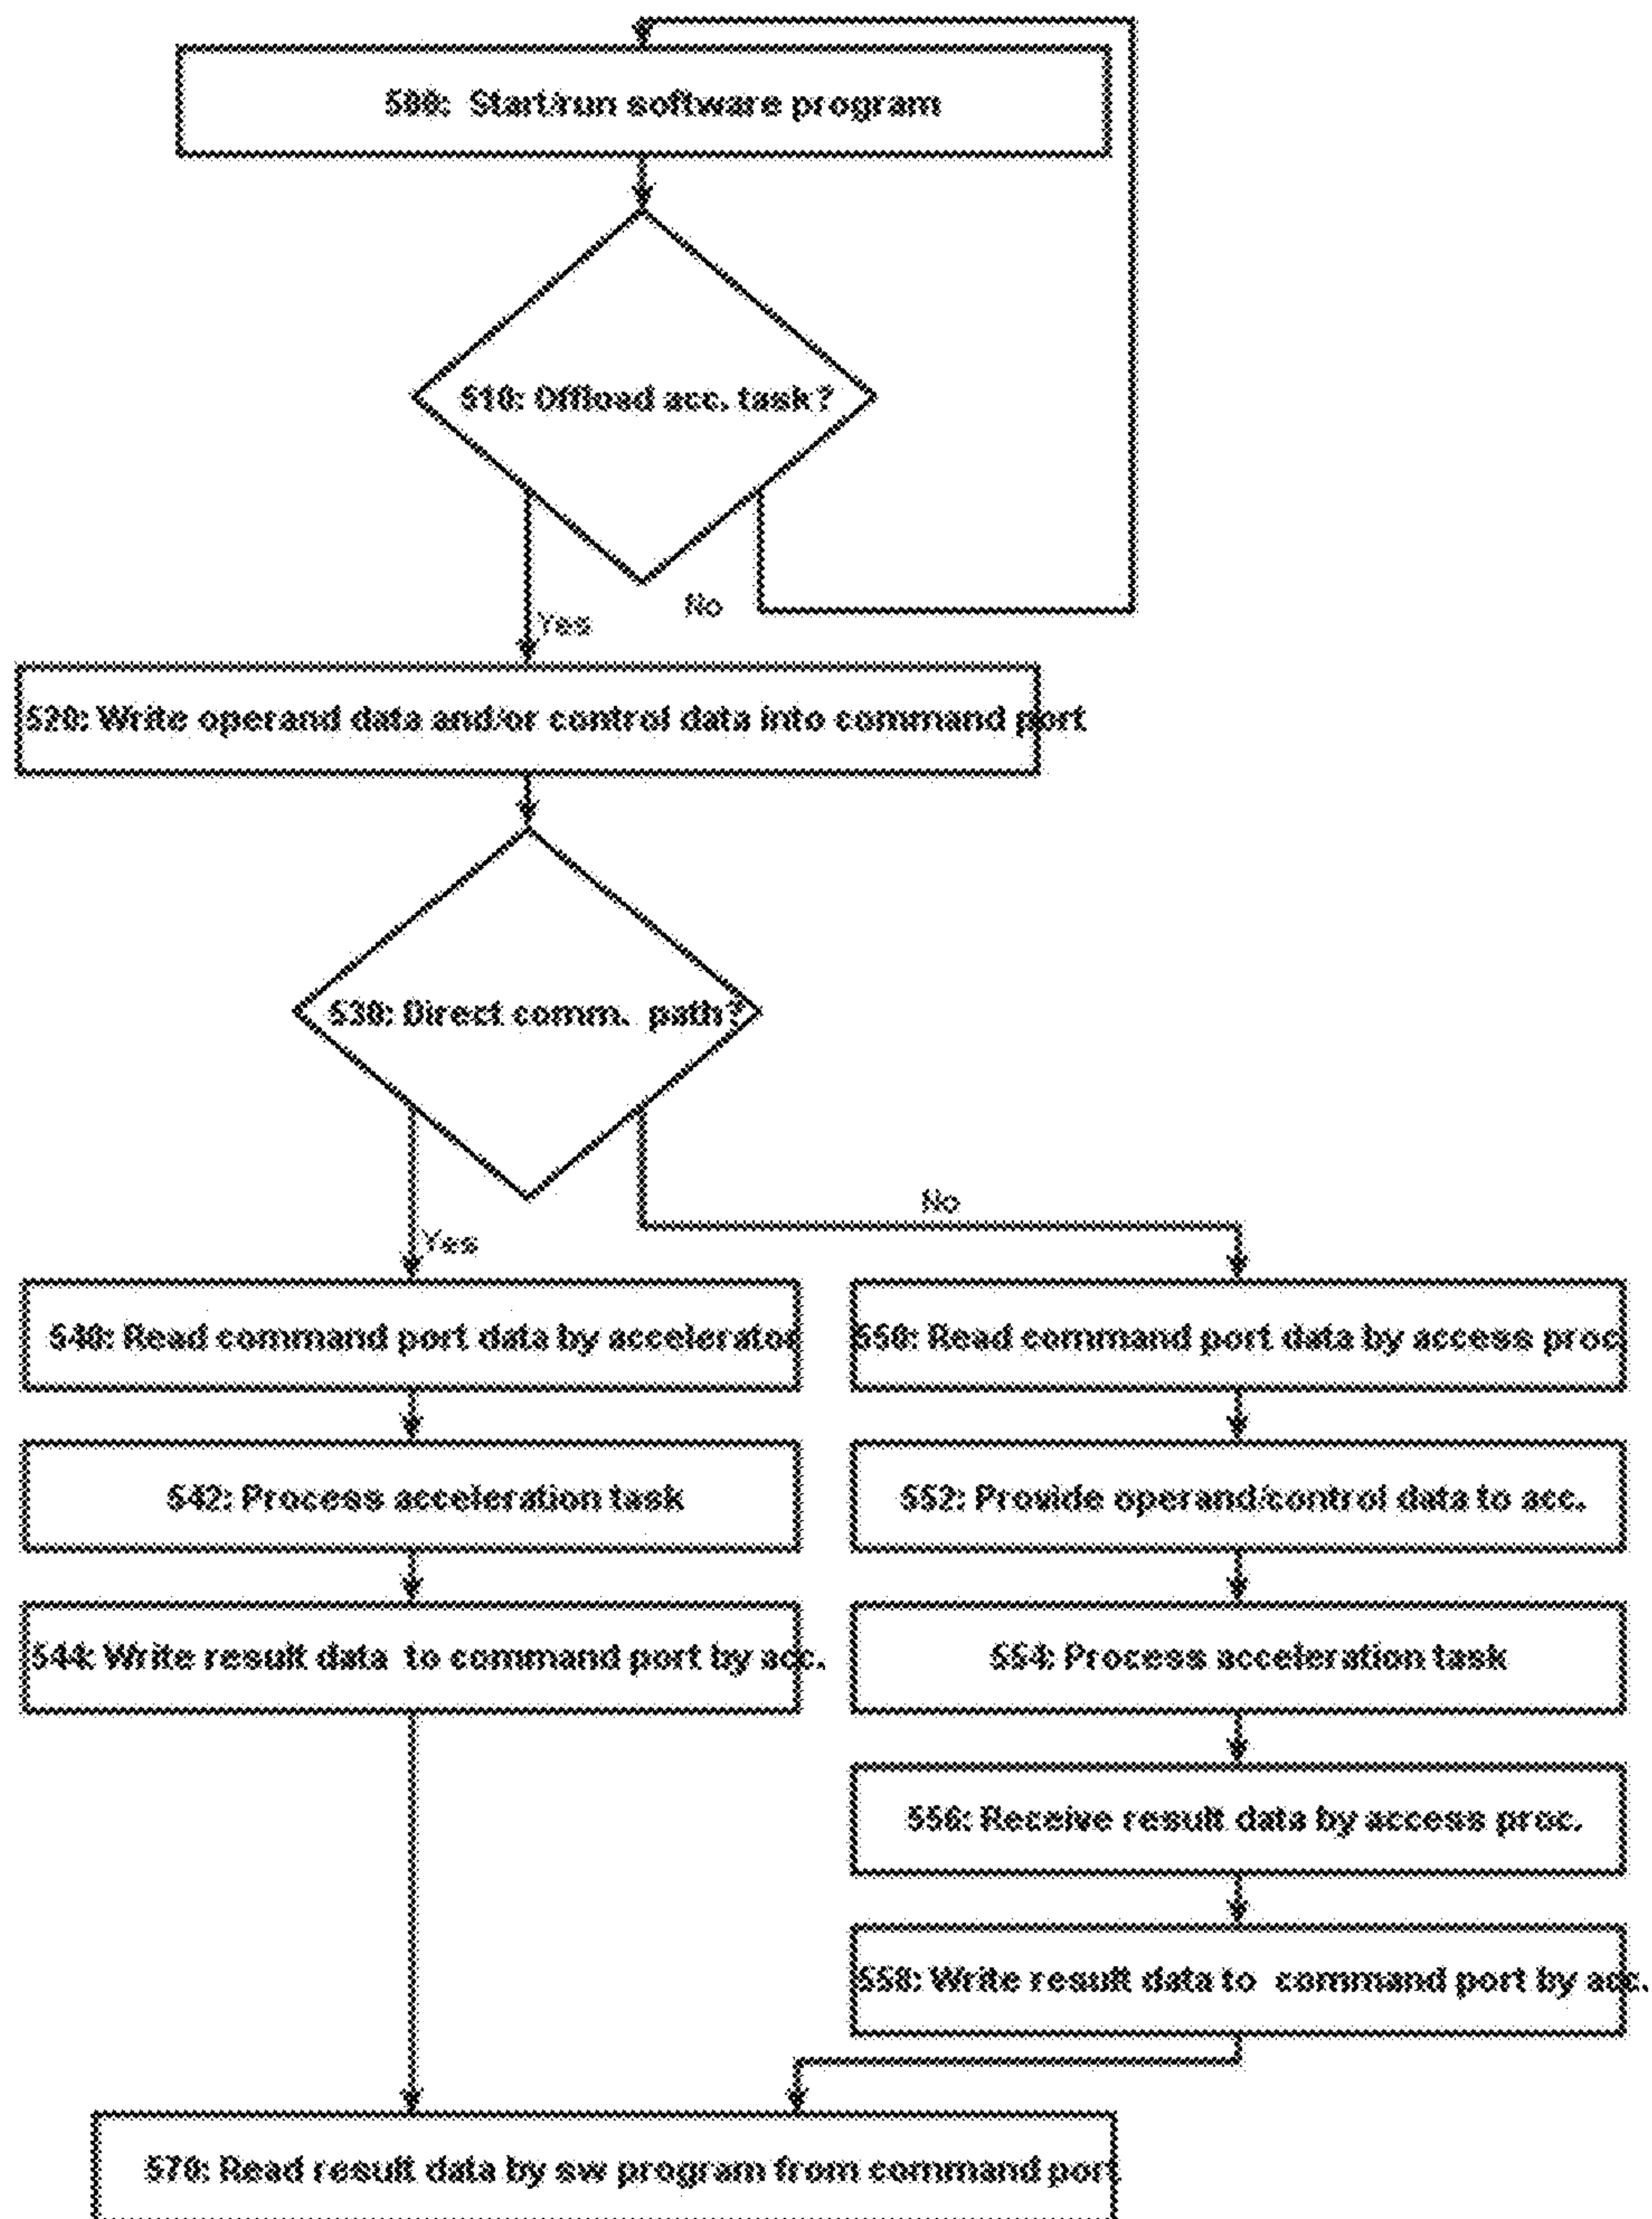 500: Start/run software program
510: Offload acc. task?
No
Yes
520: Write operand data and/or control data into command port
530: Direct comm. path?
No
Yes
540: Read command port data by accelerator
550: Read command port data by access proc
542: Process acceleration task
552: Provide operand/control data to acc.
544: Write result data to command port by acc.
554: Process acceleration task
556: Receive result data by access proc.
558: Write result data to command port by acc.
570: Read result data by sw program from command port